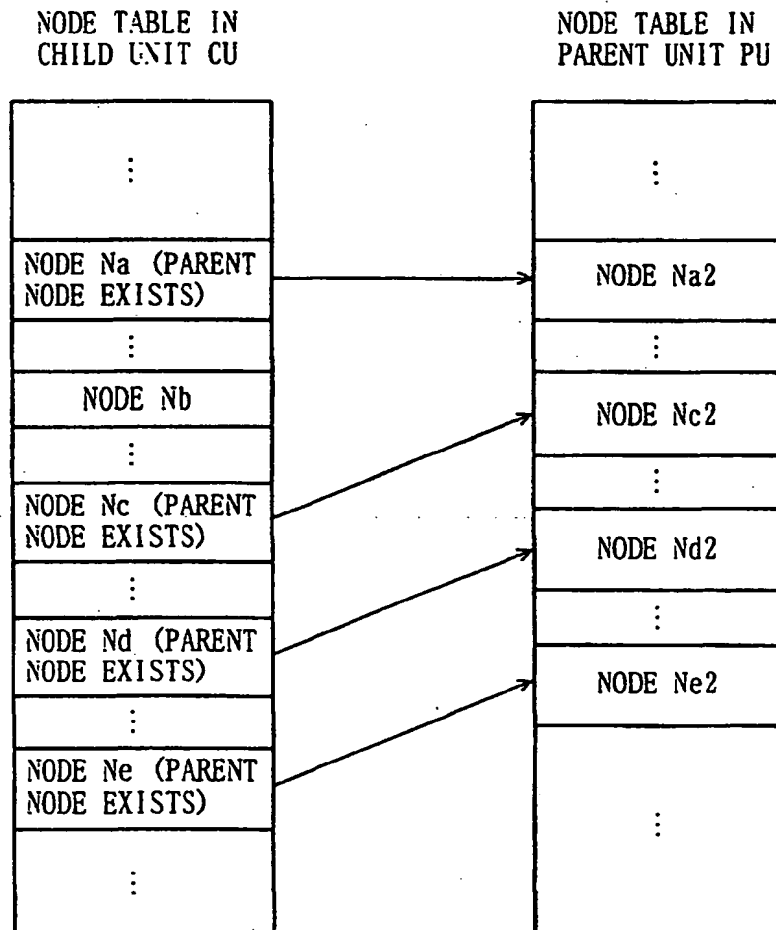 NODE TABLE IN
CHILD UNIT CU
⋮
NODE Na (PARENT
NODE EXISTS)
⋮
NODE Nb
⋮
NODE Nc (PARENT
NODE EXISTS)
⋮
NODE Nd (PARENT
NODE EXISTS)
⋮
NODE Ne (PARENT
NODE EXISTS)
⋮
NODE TABLE IN
PARENT UNIT PU
⋮
NODE Na2
⋮
NODE Nc2
⋮
NODE Nd2
⋮
NODE Ne2
⋮